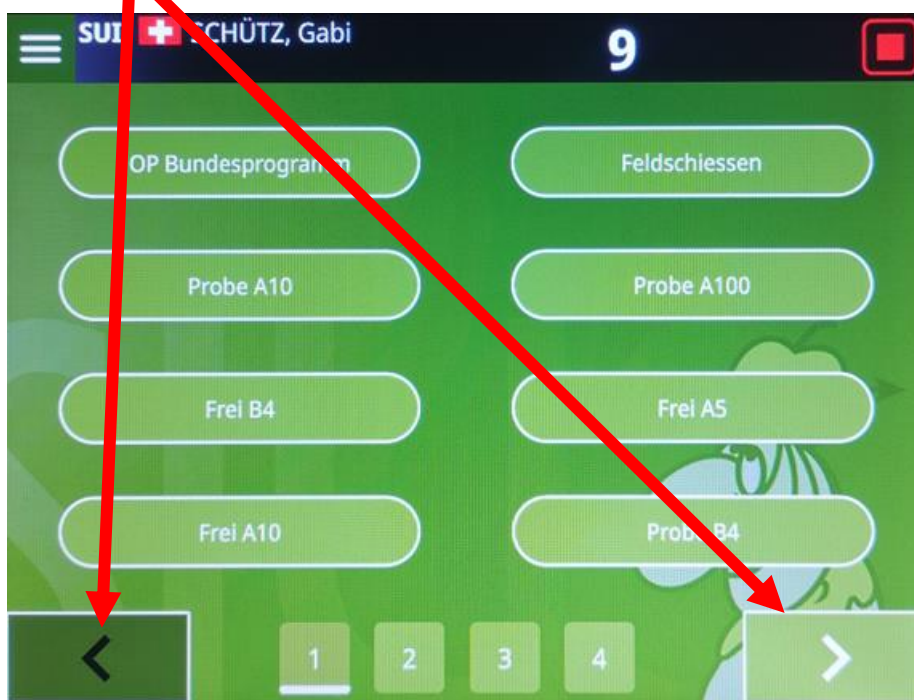 SUI SCHÜTZ, Gabi 9
OP Bundesprogramm Feldschiessen
Probe A10 Probe A100
Frei B4 Frei A5
Frei A10 Probe B4
1 2 3 4